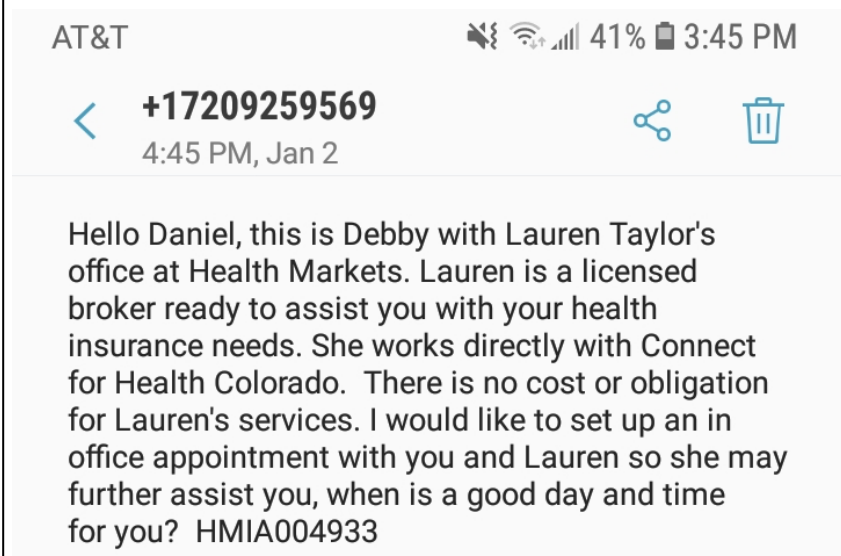 AT&T 41% 3:45 PM
+17209259569
4:45 PM, Jan 2
Hello Daniel, this is Debby with Lauren Taylor's
office at Health Markets. Lauren is a licensed
broker ready to assist you with your health
insurance needs. She works directly with Connect
for Health Colorado.  There is no cost or obligation
for Lauren's services. I would like to set up an in
office appointment with you and Lauren so she may
further assist you, when is a good day and time
for you?  HMIA004933